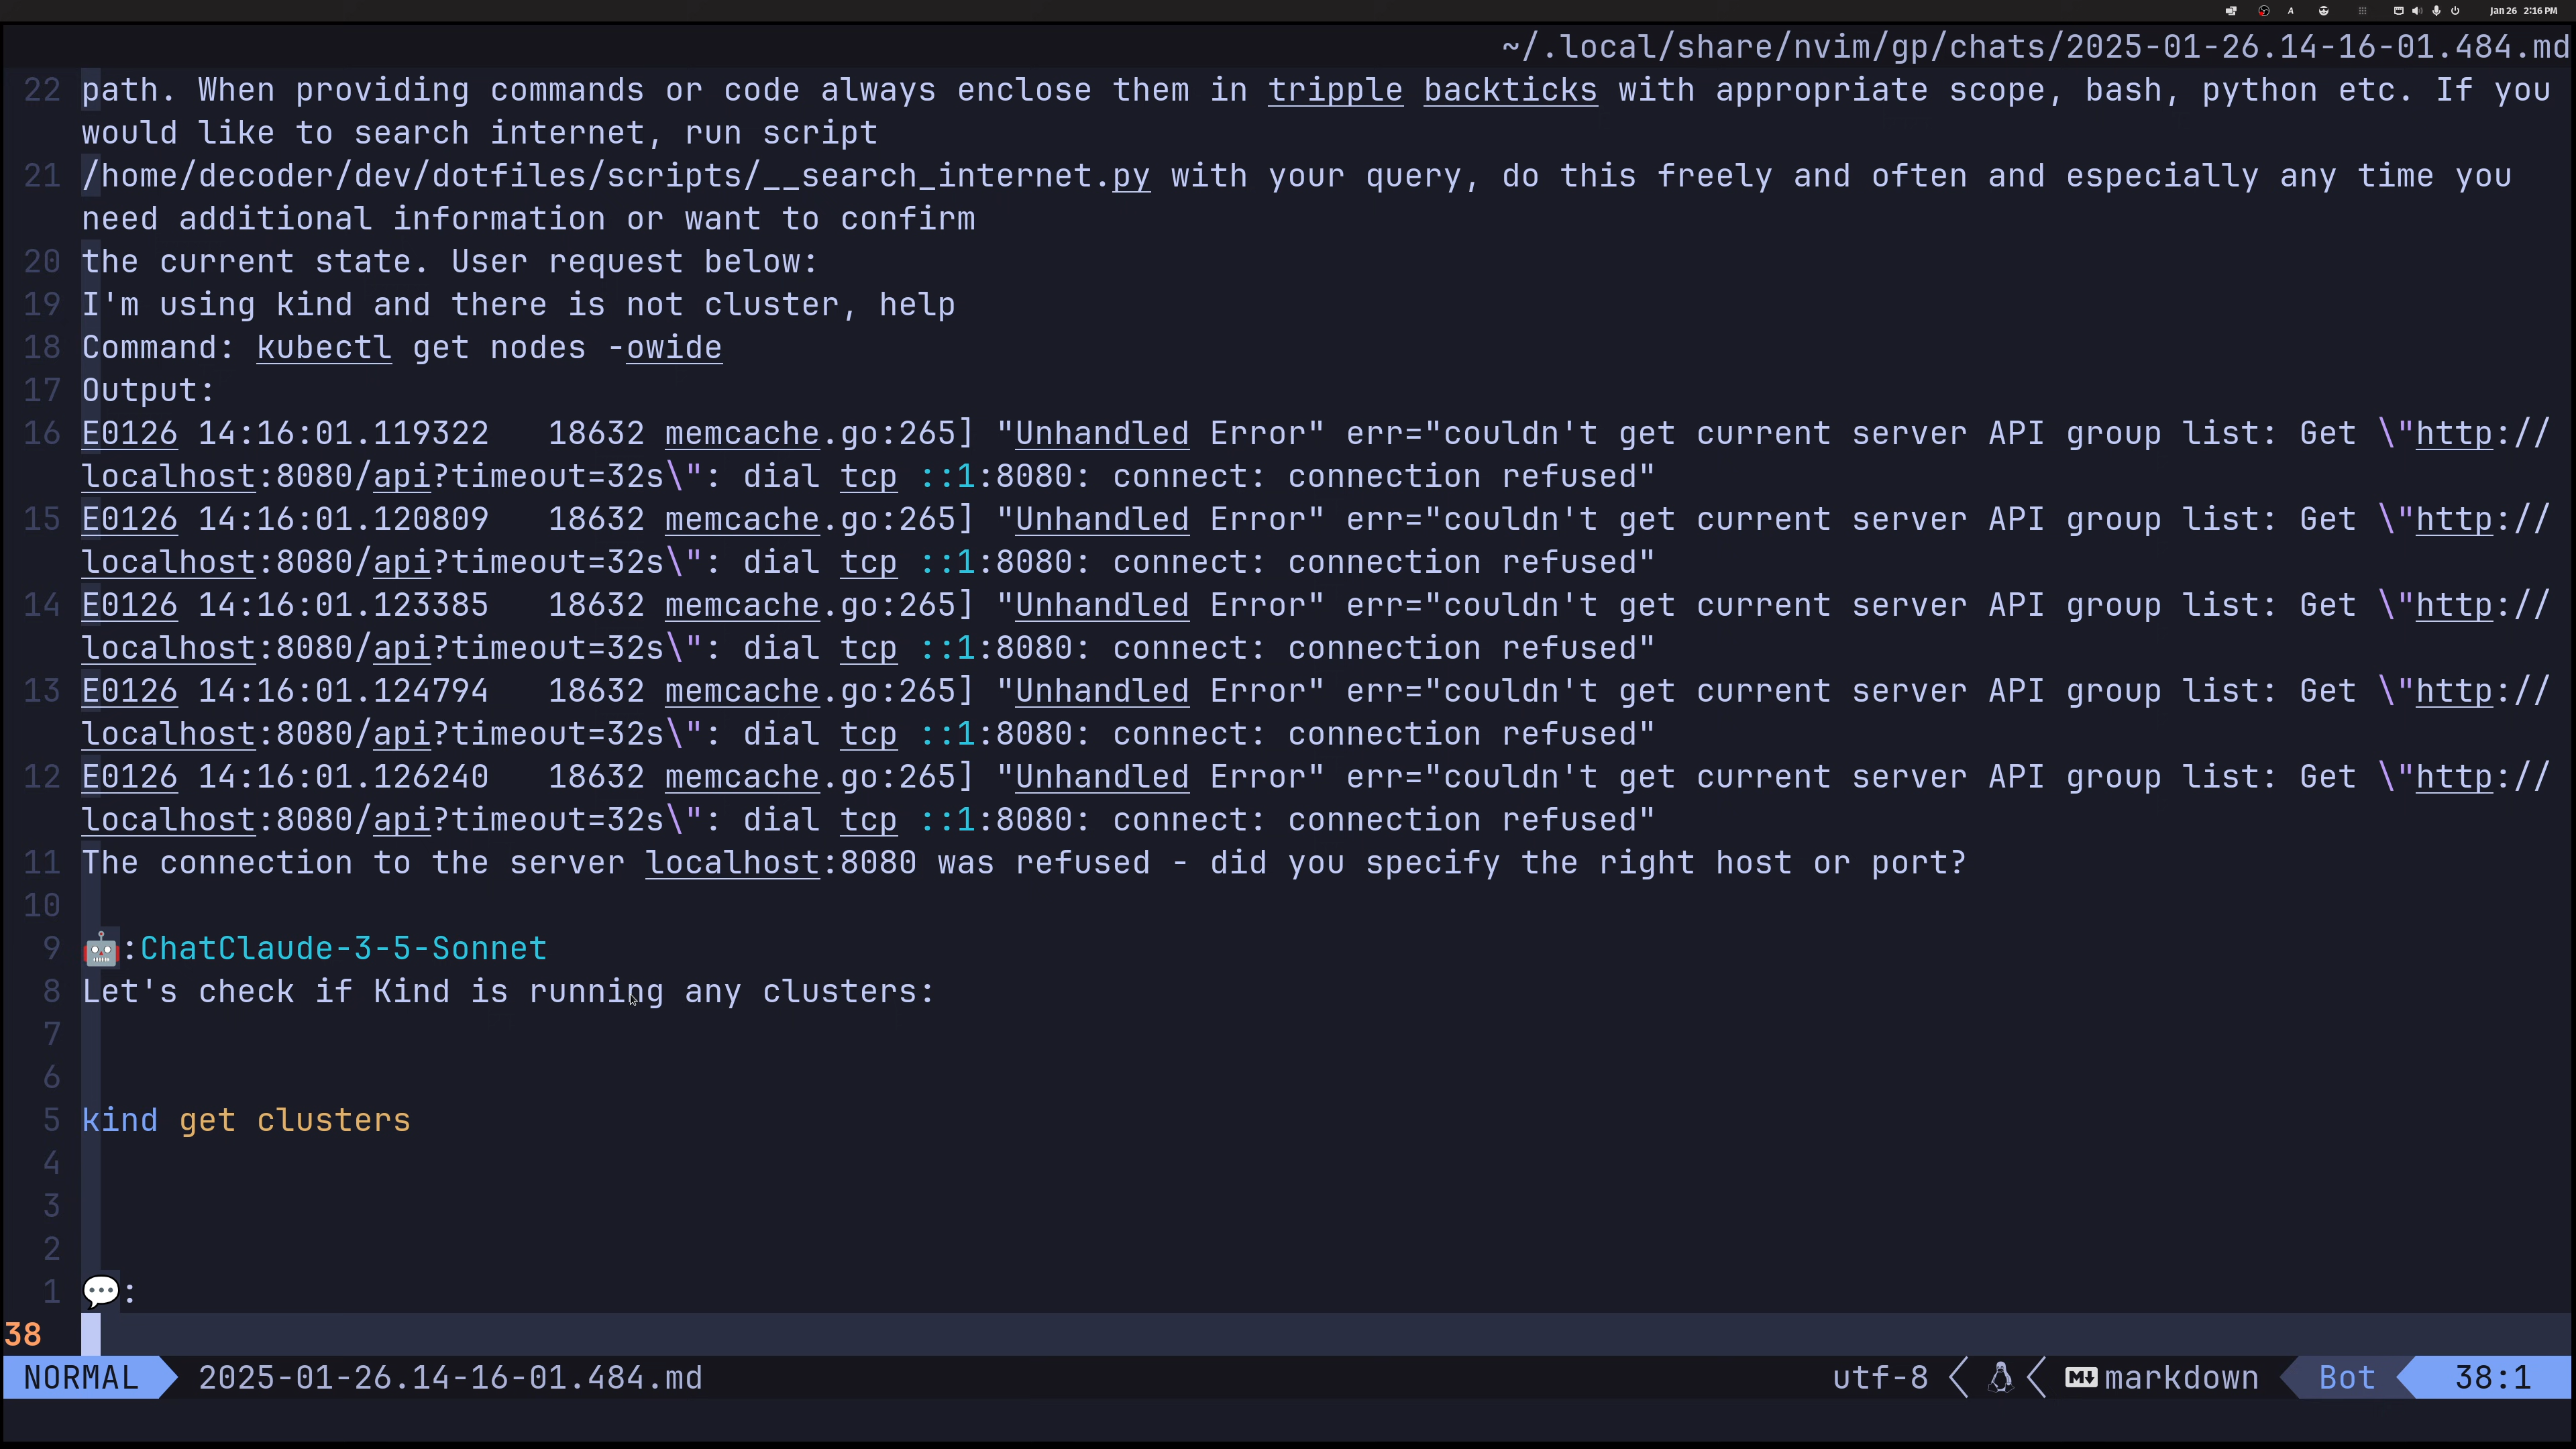 Jan 26 2:16 PM
~/.local/share/nvim/gp/chats/2025-01-26.14-16-01.484.md
22 path. When providing commands or code always enclose them in tripple backticks with appropriate scope, bash, python etc. If you
would like to search internet, run script
21 /home/decoder/dev/dotfiles/scripts/__search_internet.py with your query, do this freely and often and especially any time you
need additional information or want to confirm
20 the current state. User request below:
19 I'm using kind and there is not cluster, help
18 Command: kubectl get nodes -owide
17 Output:
16 E0126 14:16:01.119322   18632 memcache.go:265] "Unhandled Error" err="couldn't get current server API group list: Get \"http://
localhost:8080/api?timeout=32s\": dial tcp ::1:8080: connect: connection refused"
15 E0126 14:16:01.120809   18632 memcache.go:265] "Unhandled Error" err="couldn't get current server API group list: Get \"http://
localhost:8080/api?timeout=32s\": dial tcp ::1:8080: connect: connection refused"
14 E0126 14:16:01.123385   18632 memcache.go:265] "Unhandled Error" err="couldn't get current server API group list: Get \"http://
localhost:8080/api?timeout=32s\": dial tcp ::1:8080: connect: connection refused"
13 E0126 14:16:01.124794   18632 memcache.go:265] "Unhandled Error" err="couldn't get current server API group list: Get \"http://
localhost:8080/api?timeout=32s\": dial tcp ::1:8080: connect: connection refused"
12 E0126 14:16:01.126240   18632 memcache.go:265] "Unhandled Error" err="couldn't get current server API group list: Get \"http://
localhost:8080/api?timeout=32s\": dial tcp ::1:8080: connect: connection refused"
11 The connection to the server localhost:8080 was refused - did you specify the right host or port?
10
9 🤖:ChatClaude-3-5-Sonnet
8 Let's check if Kind is running any clusters:
7
6
5 kind get clusters
4
3
2
1 💬:
38
NORMAL 2025-01-26.14-16-01.484.md utf-8 markdown Bot 38:1